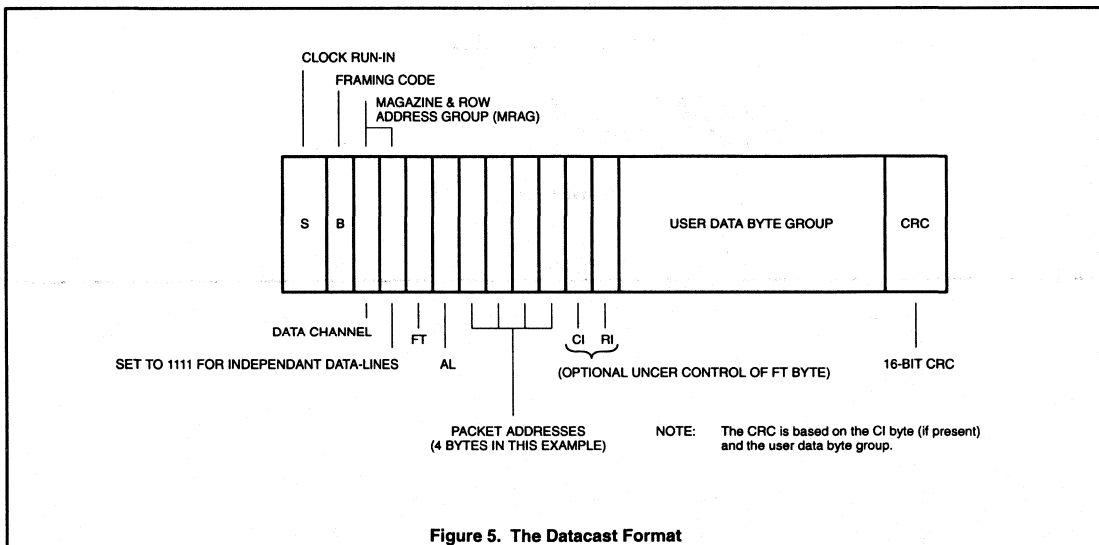 CLOCK RUN-IN
FRAMING CODE
MAGAZINE & ROW
ADDRESS GROUP (MRAG)
S
B
USER DATA BYTE GROUP
CRC
DATA CHANNEL
FT
CI
RI
SET TO 1111 FOR INDEPENDANT DATA-LINES
AL
(OPTIONAL UNCER CONTROL OF FT BYTE)
16-BIT CRC
PACKET ADDRESSES
(4 BYTES IN THIS EXAMPLE)
NOTE: The CRC is based on the CI byte (if present)
and the user data byte group.
Figure 5. The Datacast Format